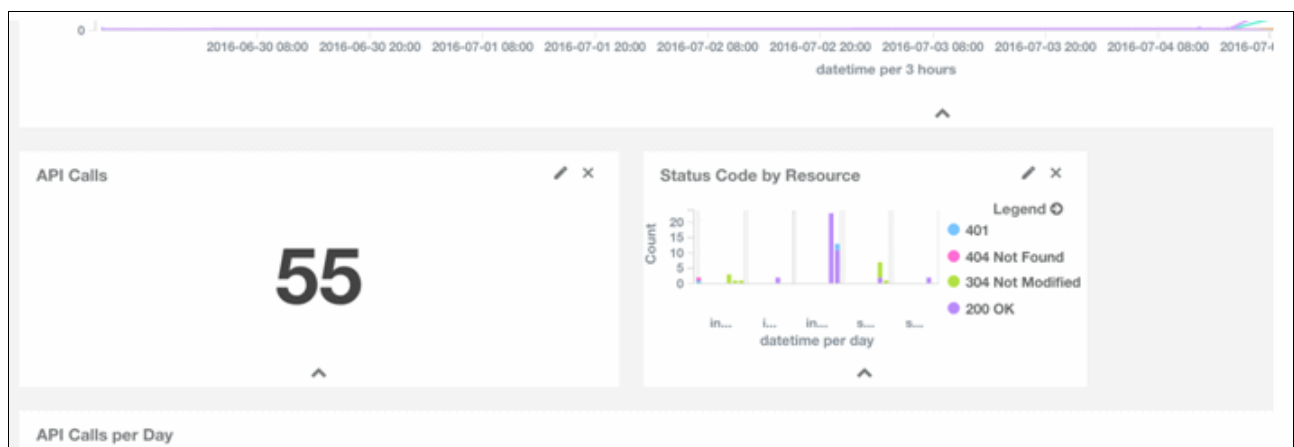 0
2016-06-30 08:00 2016-06-30 20:00 2016-07-01 08:00 2016-07-01 20:00 2016-07-02 08:00 2016-07-02 20:00 2016-07-03 08:00 2016-07-03 20:00 2016-07-04 08:00 2016-07-
datetime per 3 hours
API Calls
55
Status Code by Resource
Legend
Count
20
15
10
5
0
401
404 Not Found
304 Not Modified
200 OK
in... i... in... s... s...
datetime per day
API Calls per Day